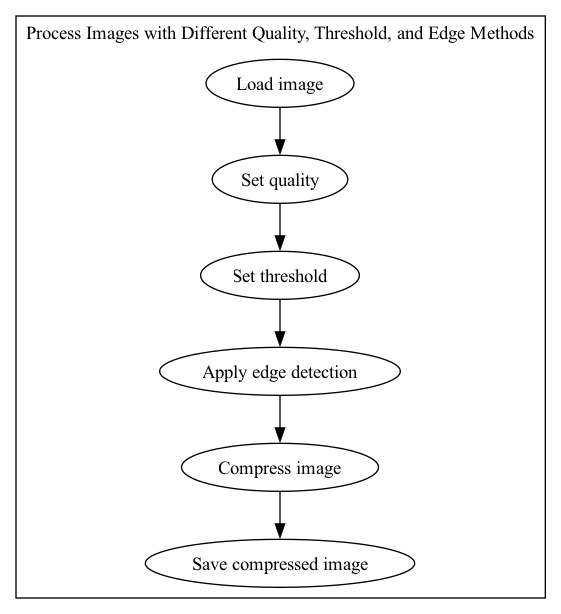 Process Images with Different Quality, Threshold, and Edge Methods
Load image
Set quality
Set threshold
Apply edge detection
Compress image
Save compressed image